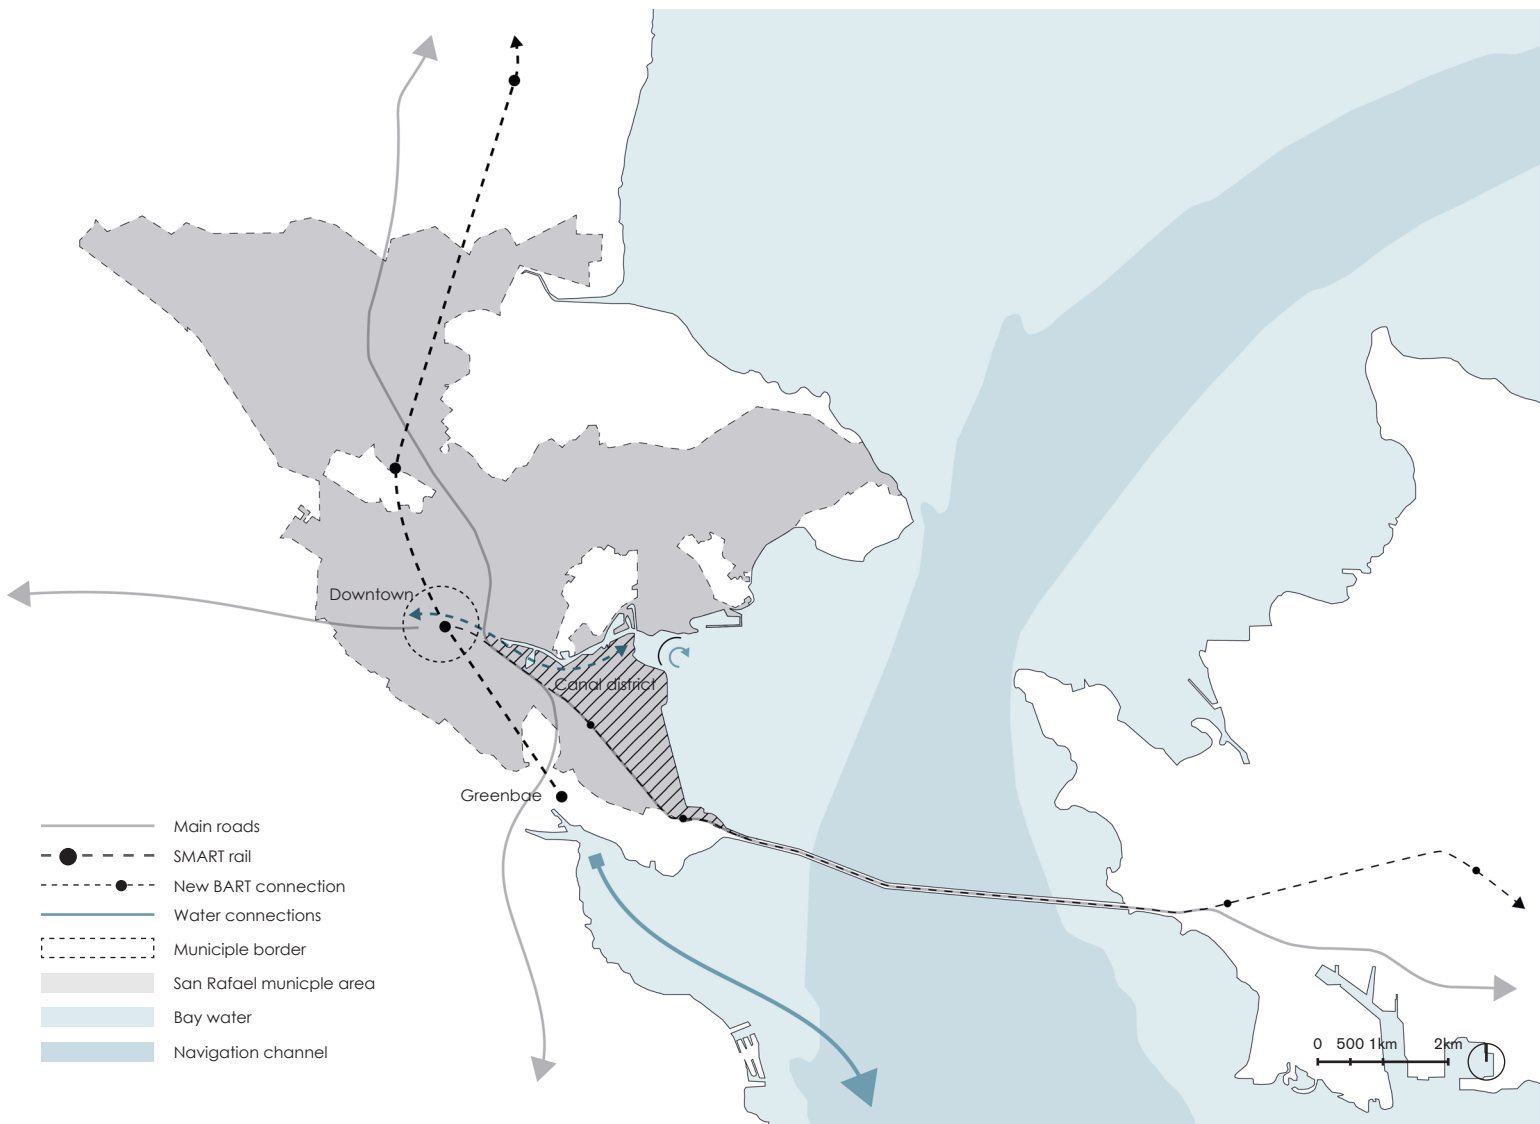 Downtown
Canal district
Greenbae
Main roads
SMART rail
New BART connection
Water connections
Municiple border
San Rafael municple area
Bay water
Navigation channel
0 500 1km 2km